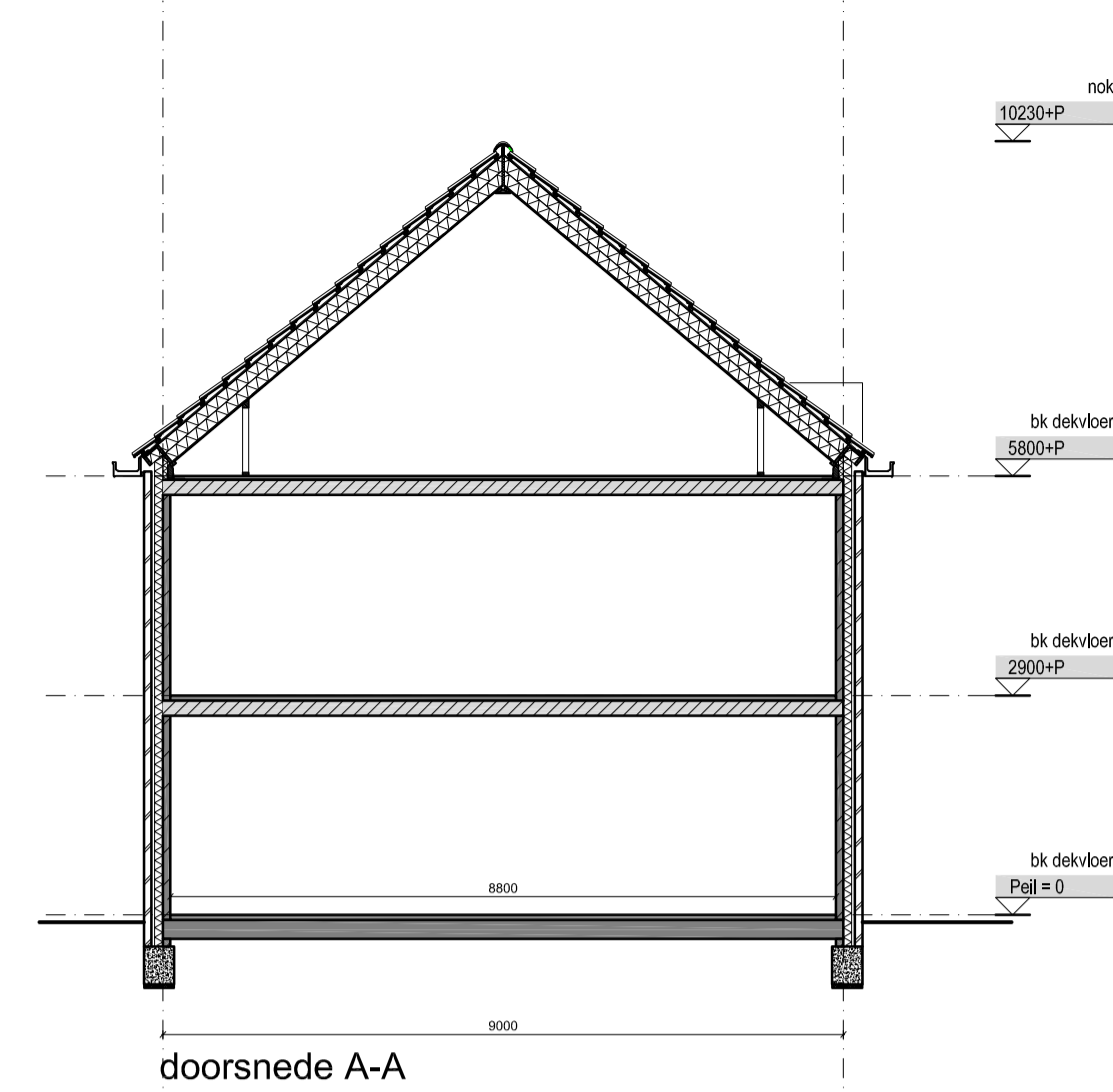 nok
10230+P
bk dekvloer
5800+P
bk dekvloer
2900+P
bk dekvloer
Peil = 0
8800
9000
doorsnede A-A